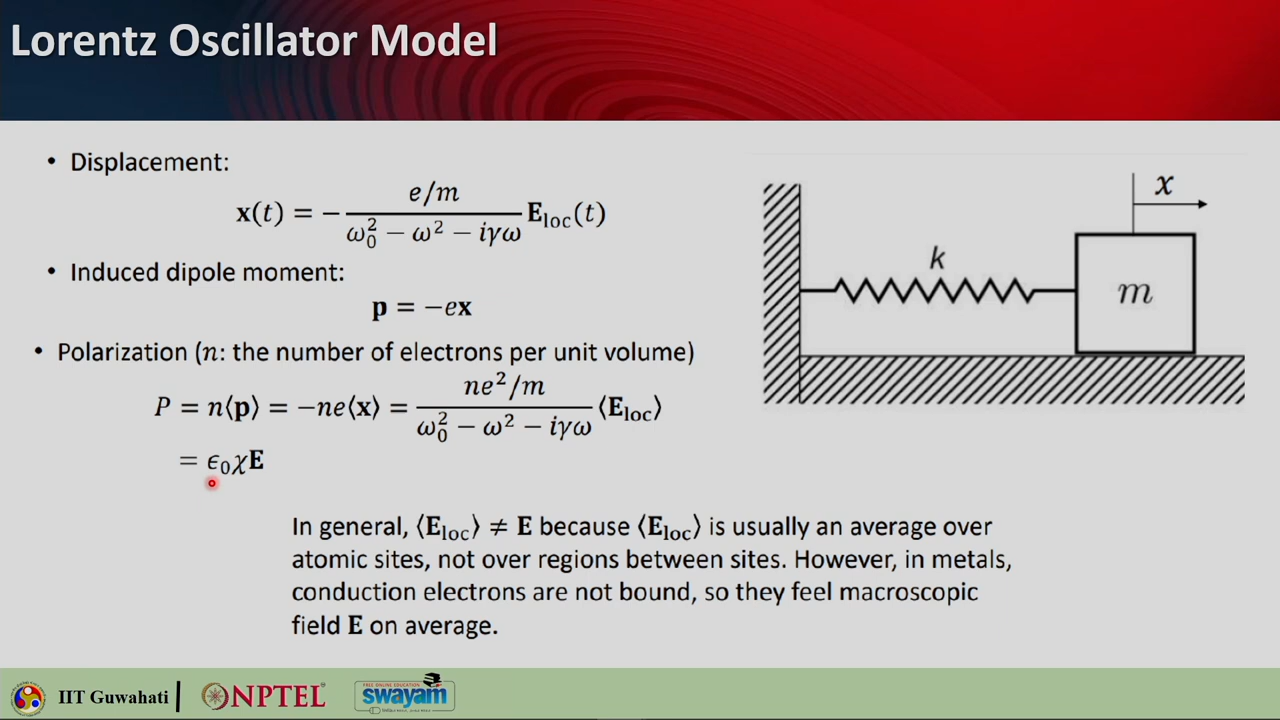 Lorentz Oscillator Model
• Displacement:
x(t) = − (e/m)/(ω₀² − ω² − iγω) E_loc(t)
• Induced dipole moment:
p = −ex
• Polarization (n: the number of electrons per unit volume)
P = n⟨p⟩ = −ne⟨x⟩ = (ne²/m)/(ω₀² − ω² − iγω) ⟨E_loc⟩
= ϵ₀χE
x
k
m
In general, ⟨E_loc⟩ ≠ E because ⟨E_loc⟩ is usually an average over
atomic sites, not over regions between sites. However, in metals,
conduction electrons are not bound, so they feel macroscopic
field E on average.
IIT Guwahati
NPTEL
FREE ONLINE EDUCATION
swayam